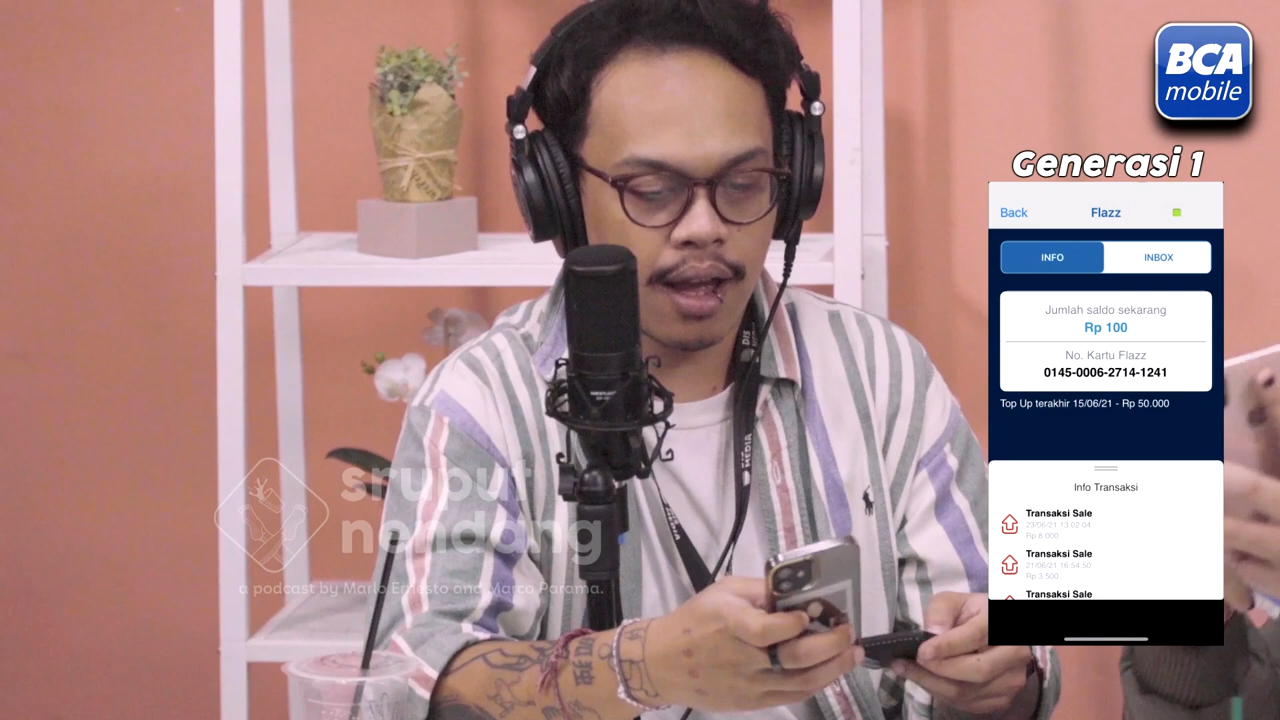 BCA
mobile
Generasi 1
Back
Flazz
INFO
INBOX
Jumlah saldo sekarang
Rp 100
No. Kartu Flazz
0145-0006-2714-1241
Top Up terakhir 15/06/21 - Rp 50.000
Info Transaksi
Transaksi Sale
23/06/21 13:02:04
Rp 8.000
Transaksi Sale
21/06/21 16:54:50
Rp 3.500
Transaksi Sale
sruput
nendang
a podcast by Marlo Ernesto and Marco Parama.
MEDIA